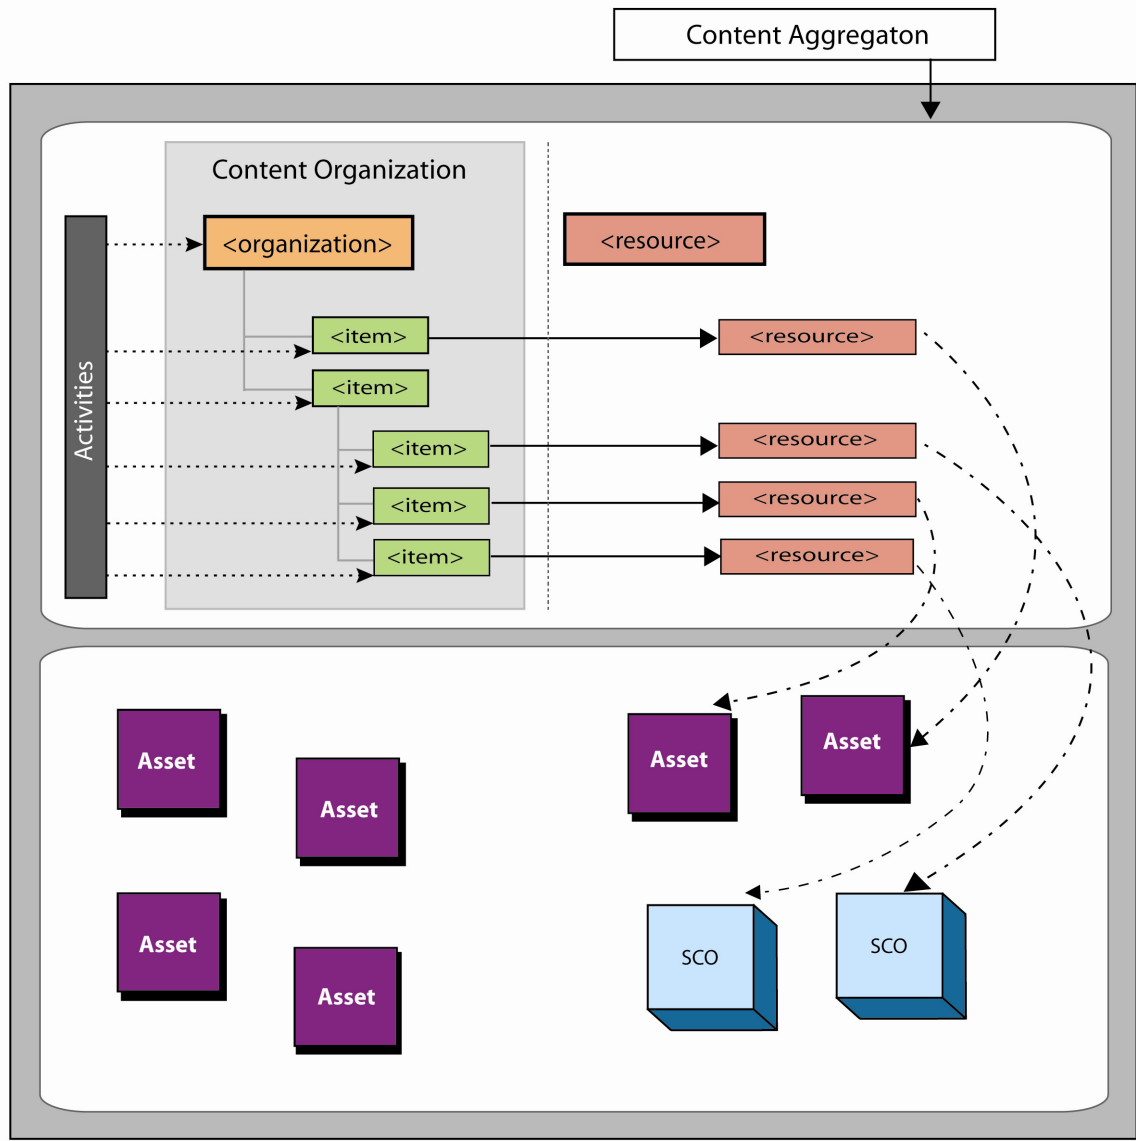 Content Aggregaton
Content Organization
<organization>
<resource>
Activities
<item>
<resource>
<item>
<item>
<resource>
<item>
<resource>
<item>
<resource>
Asset
Asset
Asset
Asset
Asset
Asset
SCO
SCO